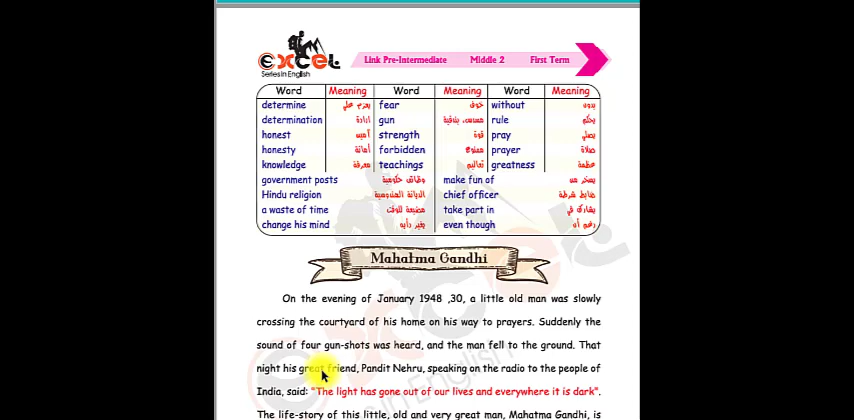 excel
Series In English
Link Pre-Intermediate Middle 2 First Term
Word Meaning Word Meaning Word Meaning
determine يعزم علي fear خوف without بدون
determination إرادة gun مسدس، بندقية rule يحكم
honest أمين strength قوة pray يصلي
honesty أمانة forbidden ممنوع prayer صلاة
knowledge معرفة teachings تعاليم greatness عظمة
government posts وظائف حكومية make fun of يسخر من
Hindu religion الديانة الهندوسية chief officer ضابط شرطة
a waste of time مضيعة للوقت take part in يشارك في
change his mind يغير رأيه even though رغم أن
Mahatma Gandhi
On the evening of January 1948 ,30, a little old man was slowly
crossing the courtyard of his home on his way to prayers. Suddenly the
sound of four gun-shots was heard, and the man fell to the ground. That
night his great friend, Pandit Nehru, speaking on the radio to the people of
India, said: "The light has gone out of our lives and everywhere it is dark".
The life-story of this little, old and very great man, Mahatma Gandhi, is